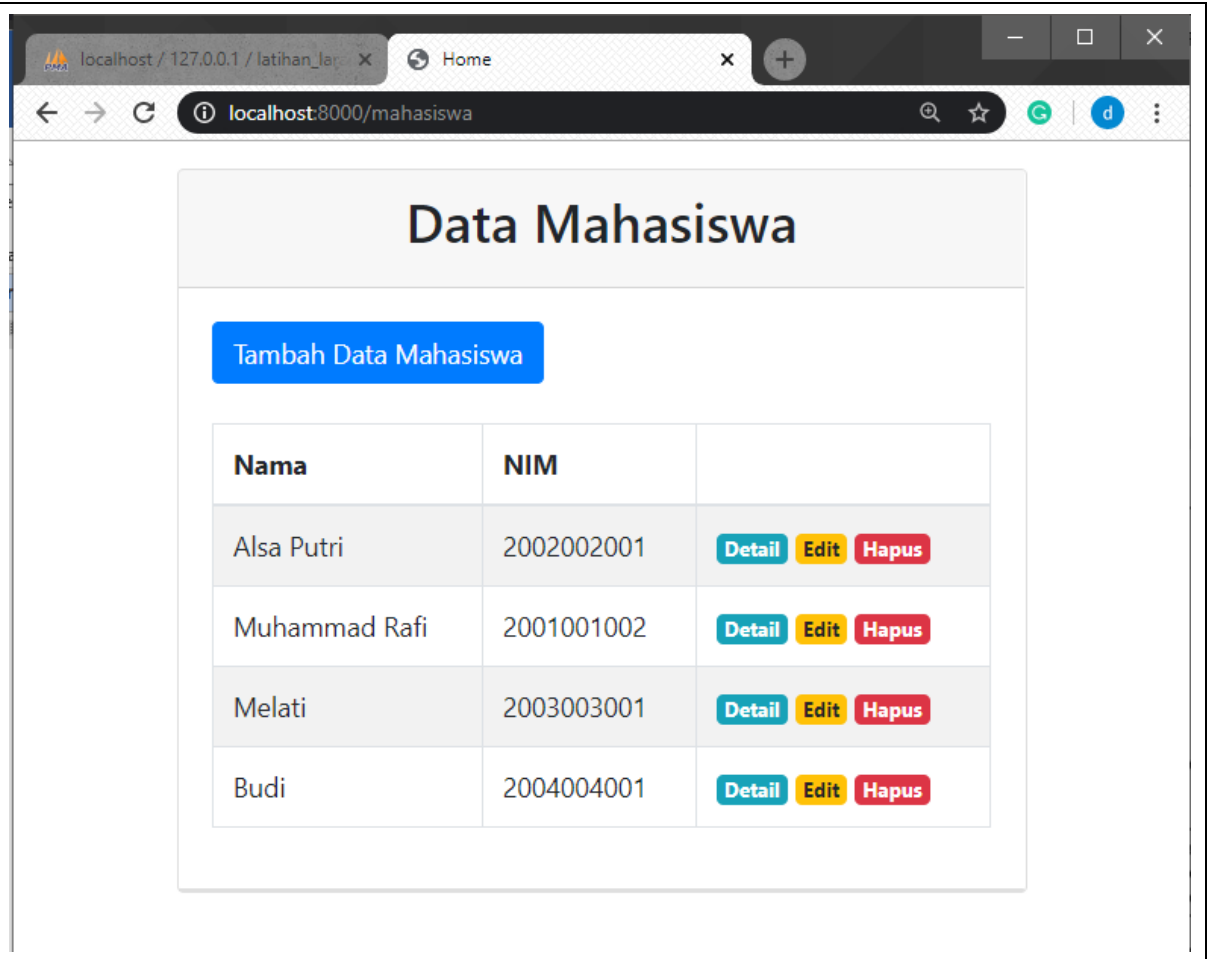 localhost / 127.0.0.1 / latihan_lar
Home
localhost:8000/mahasiswa
G
d
Data Mahasiswa
Tambah Data Mahasiswa
Nama NIM
Alsa Putri 2002002001 Detail Edit Hapus
Muhammad Rafi 2001001002 Detail Edit Hapus
Melati 2003003001 Detail Edit Hapus
Budi 2004004001 Detail Edit Hapus